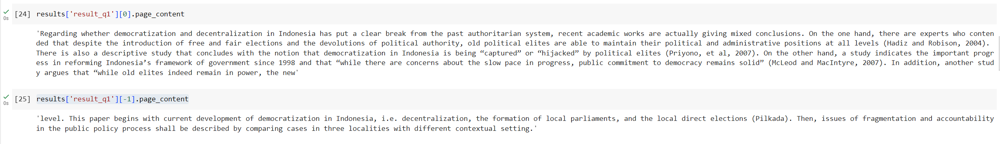 [24] results['result_q1'][0].page_content
0s
'Regarding whether democratization and decentralization in Indonesia has put a clear break from the past authoritarian system, recent academic works are actually giving mixed conclusions. On the one hand, there are experts who conten
ded that despite the introduction of free and fair elections and the devolutions of political authority, old political elites are able to maintain their political and administrative positions at all levels (Hadiz and Robison, 2004).
There is also a descriptive study that concludes with the notion that democratization in Indonesia is being “captured” or “hijacked” by political elites (Priyono, et al, 2007). On the other hand, a study indicates the important progr
ess in reforming Indonesia’s framework of government since 1998 and that “while there are concerns about the slow pace in progress, public commitment to democracy remains solid” (McLeod and MacIntyre, 2007). In addition, another stud
y argues that “while old elites indeed remain in power, the new'
[25] results['result_q1'][-1].page_content
0s
'level. This paper begins with current development of democratization in Indonesia, i.e. decentralization, the formation of local parliaments, and the local direct elections (Pilkada). Then, issues of fragmentation and accountability
in the public policy process shall be described by comparing cases in three localities with different contextual setting.'